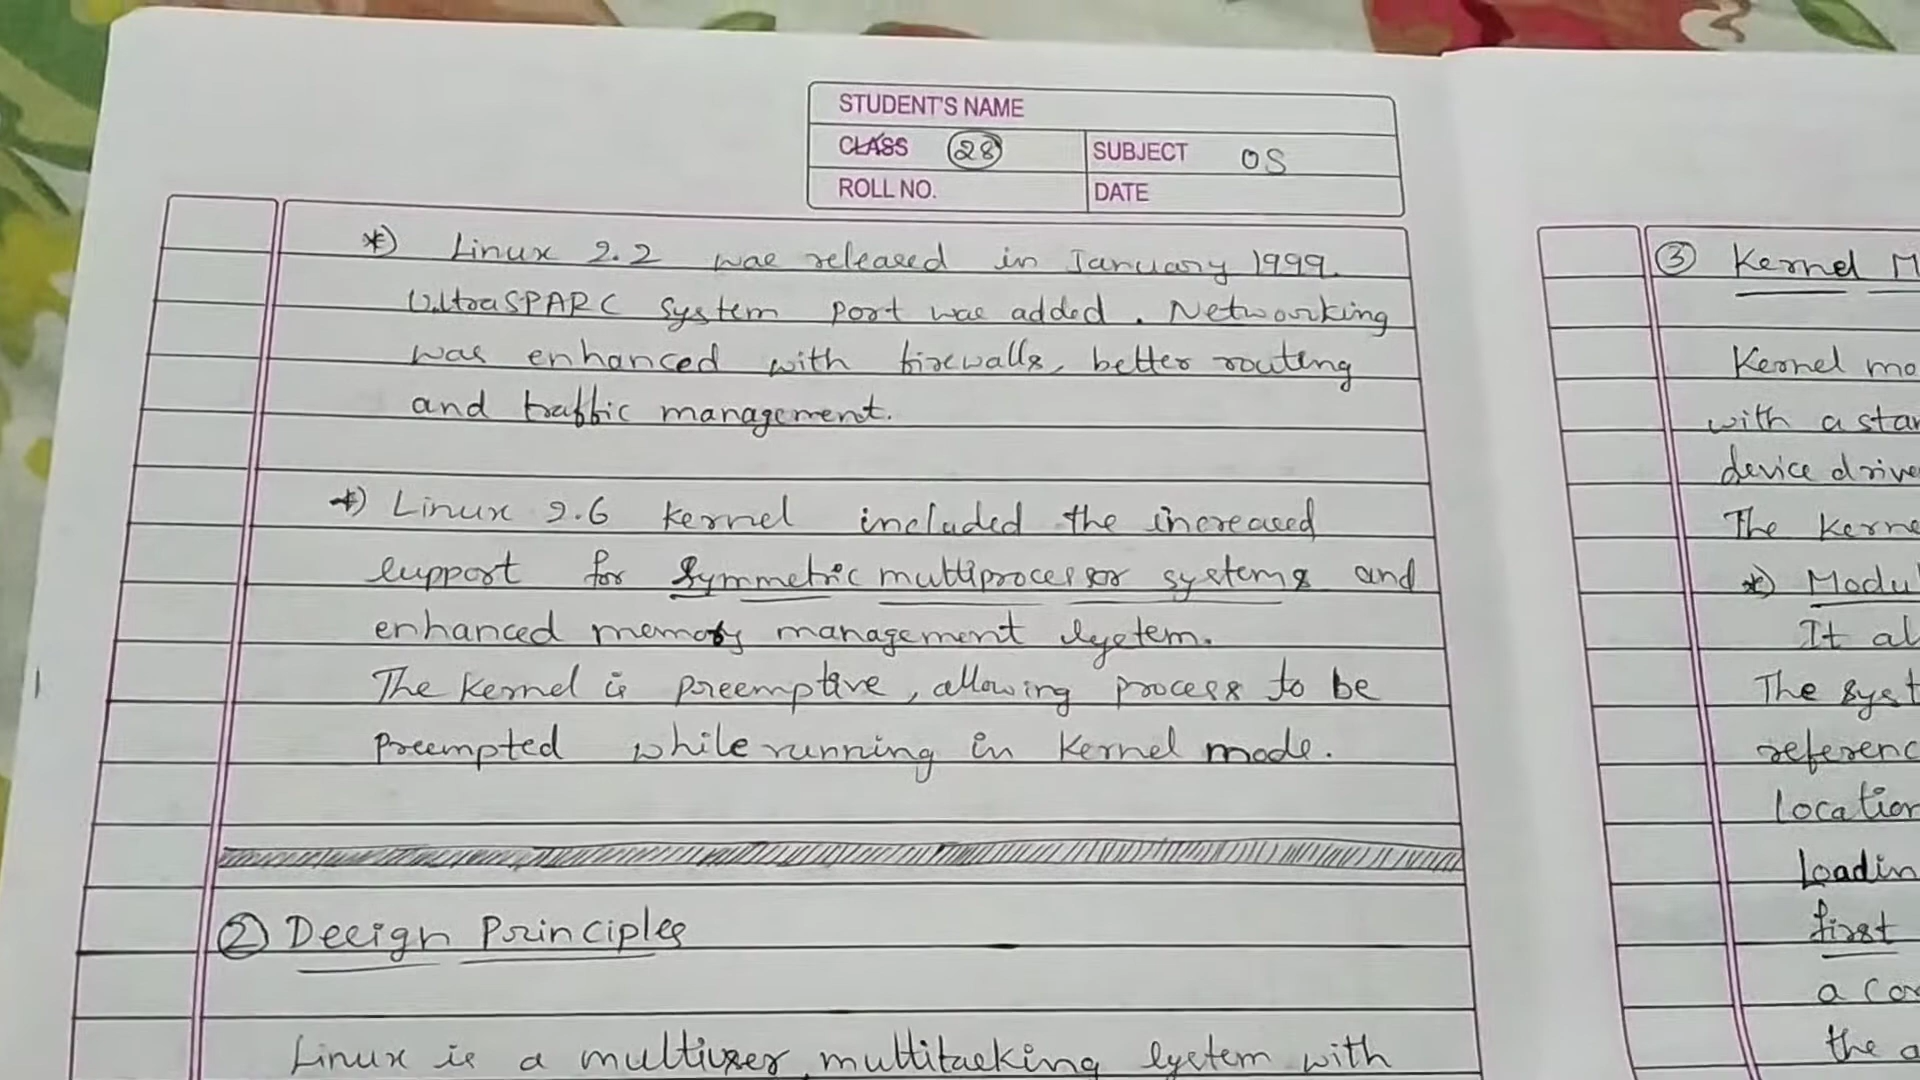 STUDENT'S NAME
CLASS 28 SUBJECT OS
ROLL NO. DATE
*) Linux 2.2 was released in January 1999.
UltraSPARC system port was added. Networking
was enhanced with firewalls, better routing
and traffic management.
*) Linux 2.6 kernel included the increased
support for symmetric multiprocessor systems and
enhanced memory management system.
The kernel is preemptive, allowing process to be
preempted while running in kernel mode.
② Design Principles
Linux is a multiuser, multitasking system with
③ Kernel M
Kernel mo
with a star
device drive
The Kerne
*) Modul
It al
The syst
referenc
location
loadin
first
a co
the a